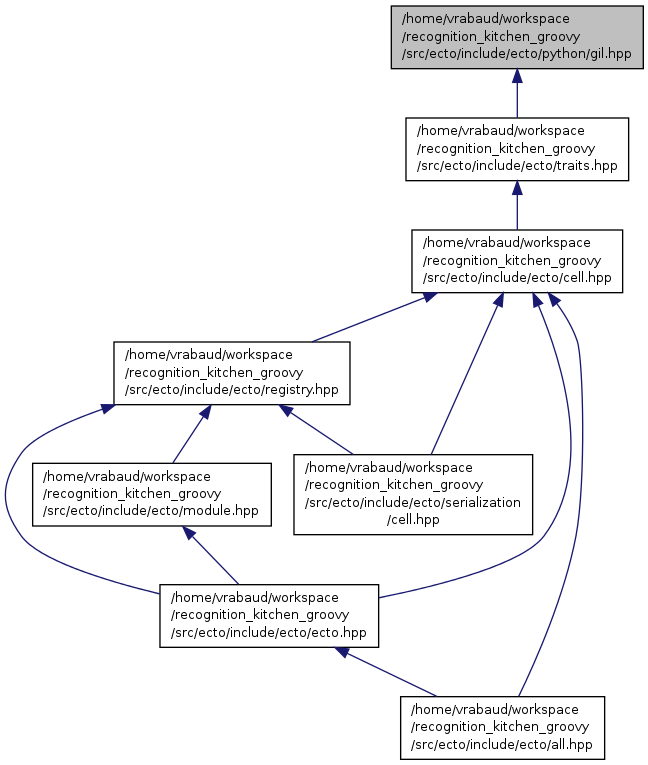 /home/vrabaud/workspace
/recognition_kitchen_groovy
/src/ecto/include/ecto/python/gil.hpp
/home/vrabaud/workspace
/recognition_kitchen_groovy
/src/ecto/include/ecto/traits.hpp
/home/vrabaud/workspace
/recognition_kitchen_groovy
/src/ecto/include/ecto/cell.hpp
/home/vrabaud/workspace
/recognition_kitchen_groovy
/src/ecto/include/ecto/registry.hpp
/home/vrabaud/workspace
/recognition_kitchen_groovy
/src/ecto/include/ecto/module.hpp
/home/vrabaud/workspace
/recognition_kitchen_groovy
/src/ecto/include/ecto/serialization
/cell.hpp
/home/vrabaud/workspace
/recognition_kitchen_groovy
/src/ecto/include/ecto/ecto.hpp
/home/vrabaud/workspace
/recognition_kitchen_groovy
/src/ecto/include/ecto/all.hpp